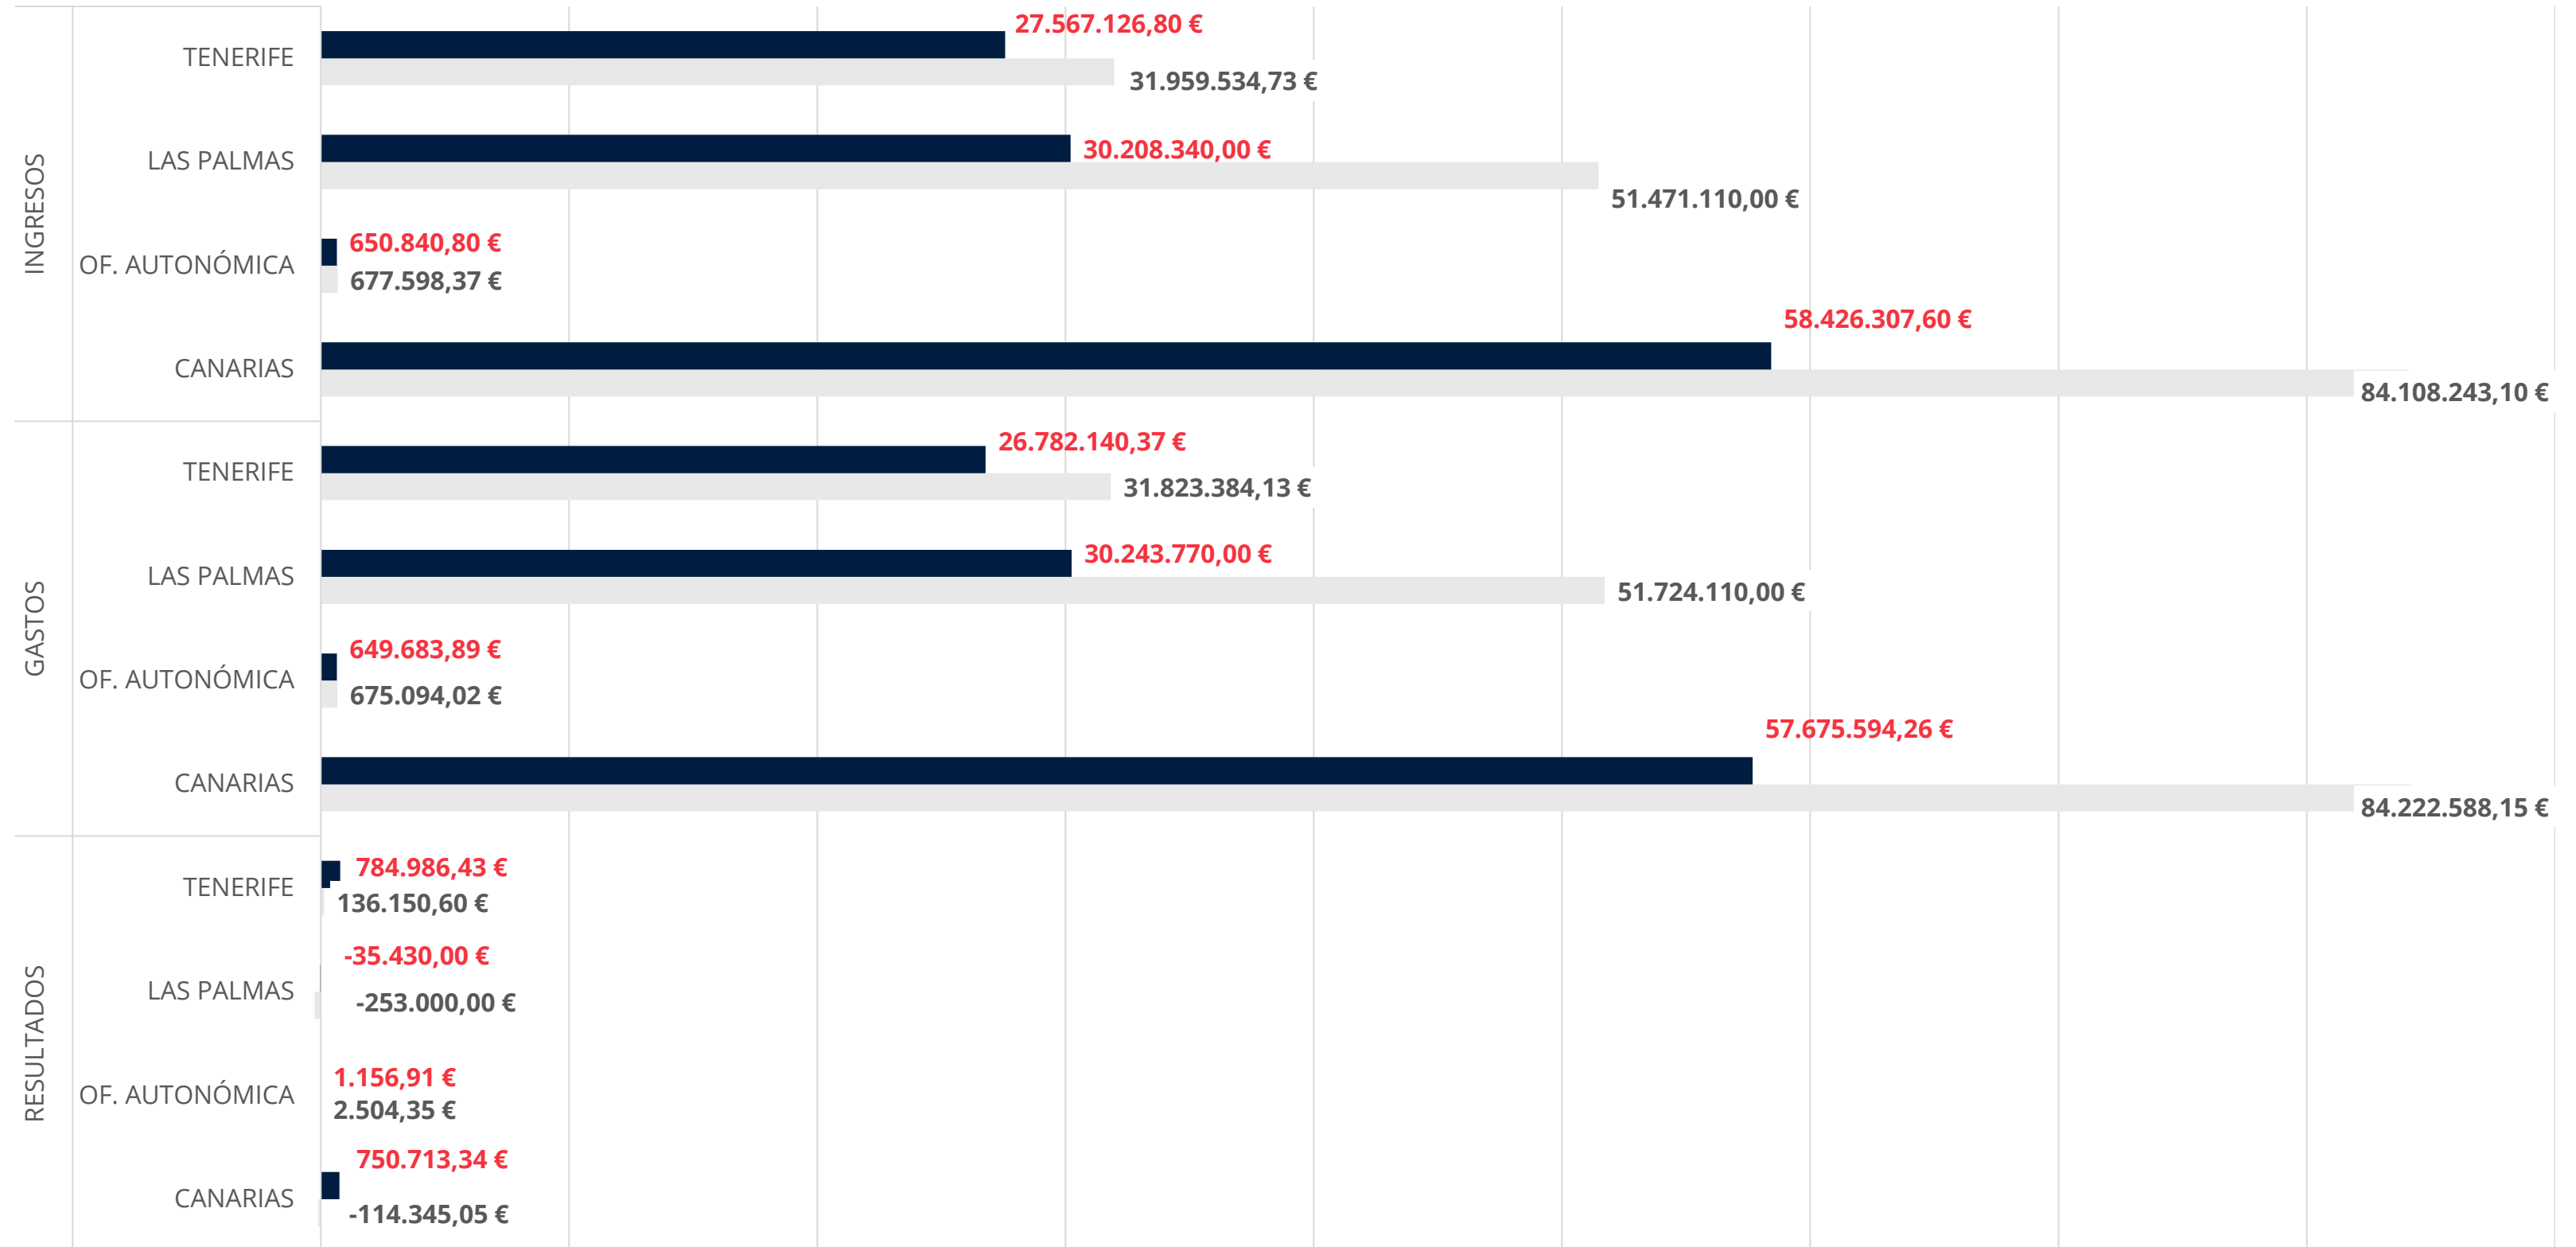 INGRESOS
TENERIFE
27.567.126,80 €
31.959.534,73 €
LAS PALMAS
30.208.340,00 €
51.471.110,00 €
OF. AUTONÓMICA
650.840,80 €
677.598,37 €
CANARIAS
58.426.307,60 €
84.108.243,10 €
GASTOS
TENERIFE
26.782.140,37 €
31.823.384,13 €
LAS PALMAS
30.243.770,00 €
51.724.110,00 €
OF. AUTONÓMICA
649.683,89 €
675.094,02 €
CANARIAS
57.675.594,26 €
84.222.588,15 €
RESULTADOS
TENERIFE
784.986,43 €
136.150,60 €
LAS PALMAS
-35.430,00 €
-253.000,00 €
OF. AUTONÓMICA
1.156,91 €
2.504,35 €
CANARIAS
750.713,34 €
-114.345,05 €